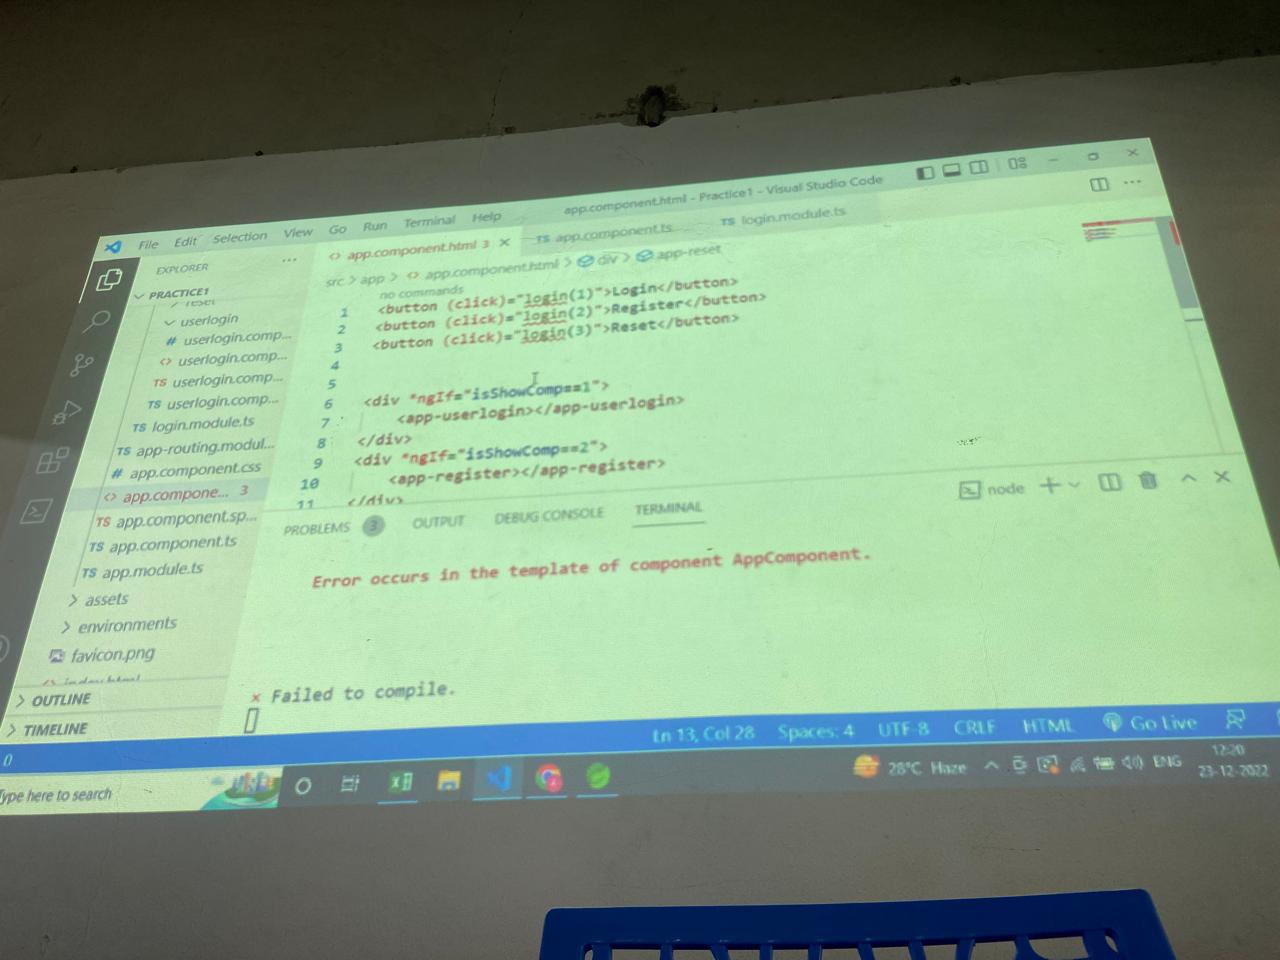 File Edit Selection View Go Run Terminal Help
app.component.html - Practice1 - Visual Studio Code
EXPLORER
PRACTICE1
reset
userlogin
# userlogin.comp...
<> userlogin.comp...
TS userlogin.comp...
TS userlogin.comp...
TS login.module.ts
TS app-routing.modul...
# app.component.css
<> app.compone... 3
TS app.component.sp...
TS app.component.ts
TS app.module.ts
> assets
> environments
favicon.png
> OUTLINE
> TIMELINE
<> app.component.html 3 ×
TS app.component.ts
TS login.module.ts
src > app > <> app.component.html > div > app-reset
no commands
1 <button (click)="login(1)">Login</button>
2 <button (click)="login(2)">Register</button>
3 <button (click)="login(3)">Reset</button>
4
5
6 <div *ngIf="isShowComp==1">
7 <app-userlogin></app-userlogin>
8 </div>
9 <div *ngIf="isShowComp==2">
10 <app-register></app-register>
11 </div>
PROBLEMS 3 OUTPUT DEBUG CONSOLE TERMINAL
node
Error occurs in the template of component AppComponent.
× Failed to compile.
0
Ln 13, Col 28 Spaces: 4 UTF-8 CRLF HTML Go Live
Type here to search
28°C Haze
ENG
12:20
23-12-2022